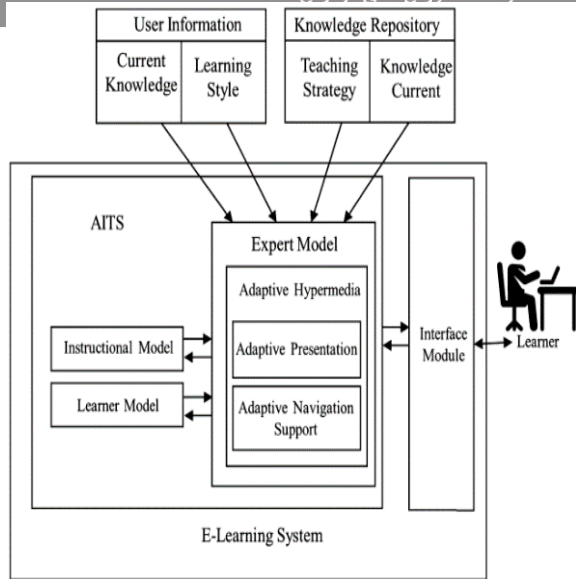 User Information
Knowledge Repository
Current
Knowledge
Learning
Style
Teaching
Strategy
Knowledge
Current
AITS
Expert Model
Adaptive Hypermedia
Instructional Model
Adaptive Presentation
Learner Model
Adaptive Navigation
Support
Interface
Module
Learner
E-Learning System